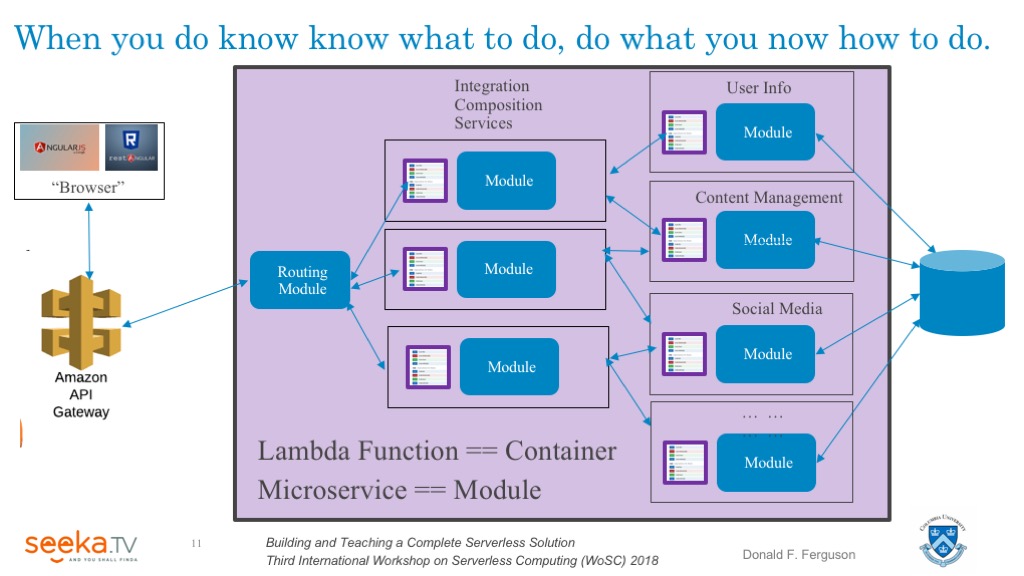 When you do know know what to do, do what you now how to do.
Integration
Composition
Services
User Info
Module
ANGULARJS
R
restANGULAR
“Browser”
Module
Content Management
Module
Routing
Module
Module
Social Media
Module
Module
Amazon
API
Gateway
… …
… …
Module
Lambda Function == Container
Microservice == Module
seeka.TV
AND YOU SHALL FINDA
11
Building and Teaching a Complete Serverless Solution
Third International Workshop on Serverless Computing (WoSC) 2018
Donald F. Ferguson
COLUMBIA UNIVERSITY